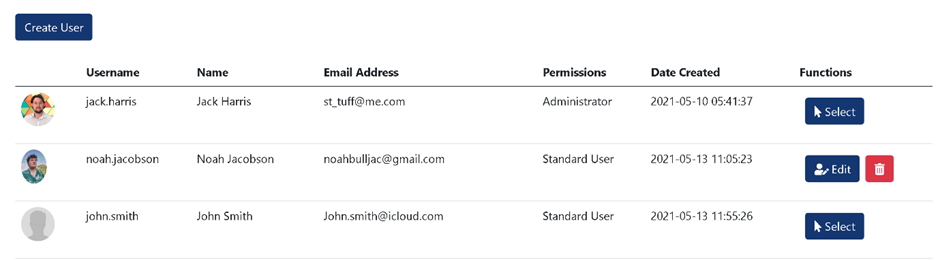 Create User
Username Name Email Address Permissions Date Created Functions
jack.harris Jack Harris st_tuff@me.com Administrator 2021-05-10 05:41:37 Select
noah.jacobson Noah Jacobson noahbulljac@gmail.com Standard User 2021-05-13 11:05:23 Edit
john.smith John Smith John.smith@icloud.com Standard User 2021-05-13 11:55:26 Select